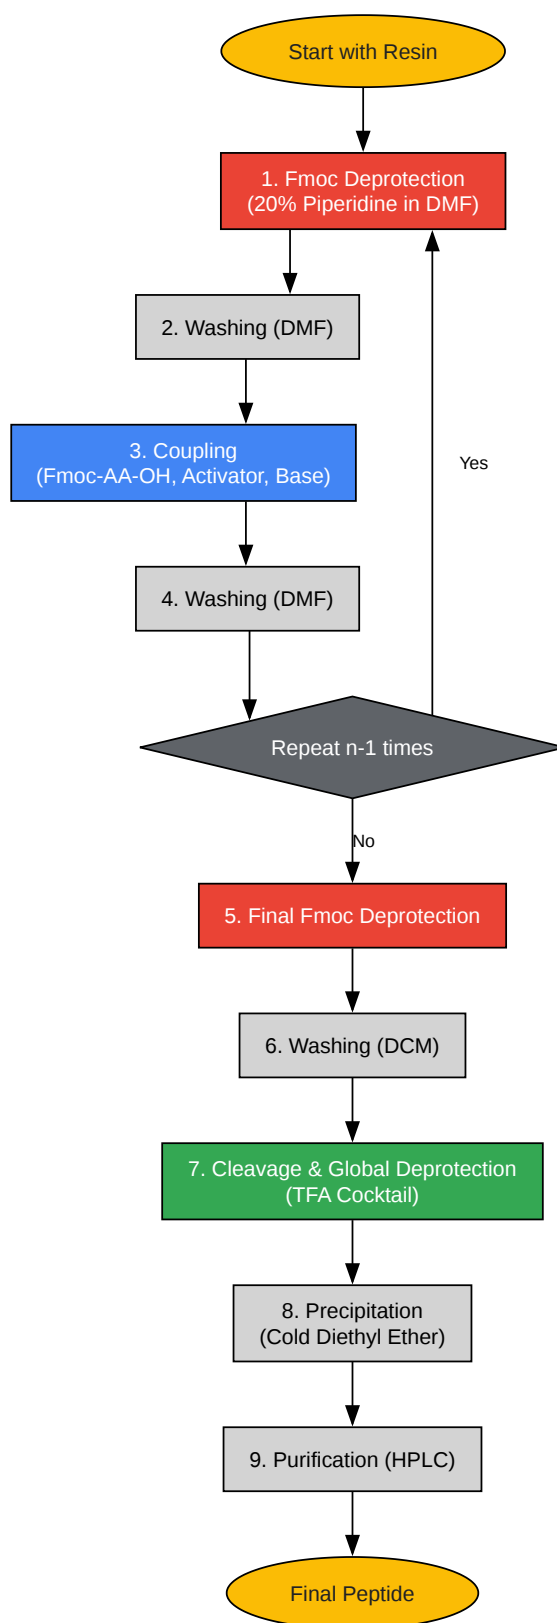 Start with Resin
1. Fmoc Deprotection
(20% Piperidine in DMF)
2. Washing (DMF)
3. Coupling
(Fmoc-AA-OH, Activator, Base)
Yes
4. Washing (DMF)
Repeat n-1 times
No
5. Final Fmoc Deprotection
6. Washing (DCM)
7. Cleavage & Global Deprotection
(TFA Cocktail)
8. Precipitation
(Cold Diethyl Ether)
9. Purification (HPLC)
Final Peptide